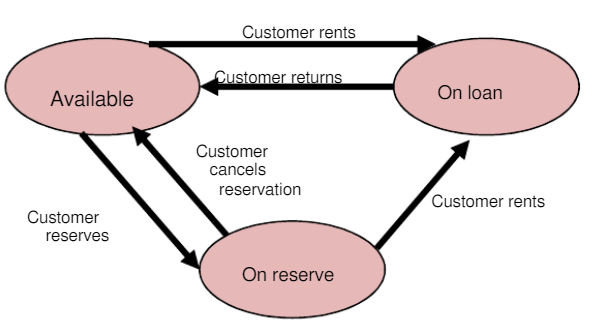 Customer rents
Customer returns
Available
On loan
Customer
cancels
reservation
Customer rents
Customer
reserves
On reserve